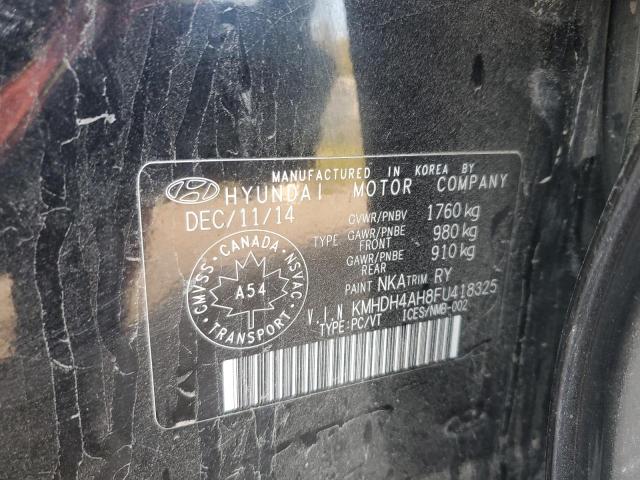 MANUFACTURED IN KOREA BY
HYUNDAI MOTOR COMPANY
DEC/11/14
GVWR/PNBV 1760 kg
TYPE GAWR/PNBE FRONT 980 kg
GAWR/PNBE REAR 910 kg
PAINT NKA TRIM RY
V.I.N KMHDH4AH8FU418325
TYPE:PC/VT ICES/NMB-002
CMVSS · CANADA · NSVAC · TRANSPORT ·
A54